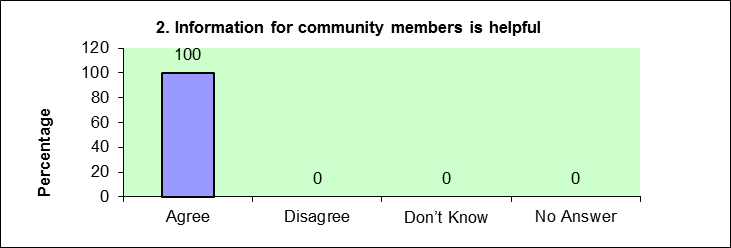 2. Information for community members is helpful
Percentage
120
100
80
60
40
20
0
100
0
0
0
Agree
Disagree
Don’t Know
No Answer